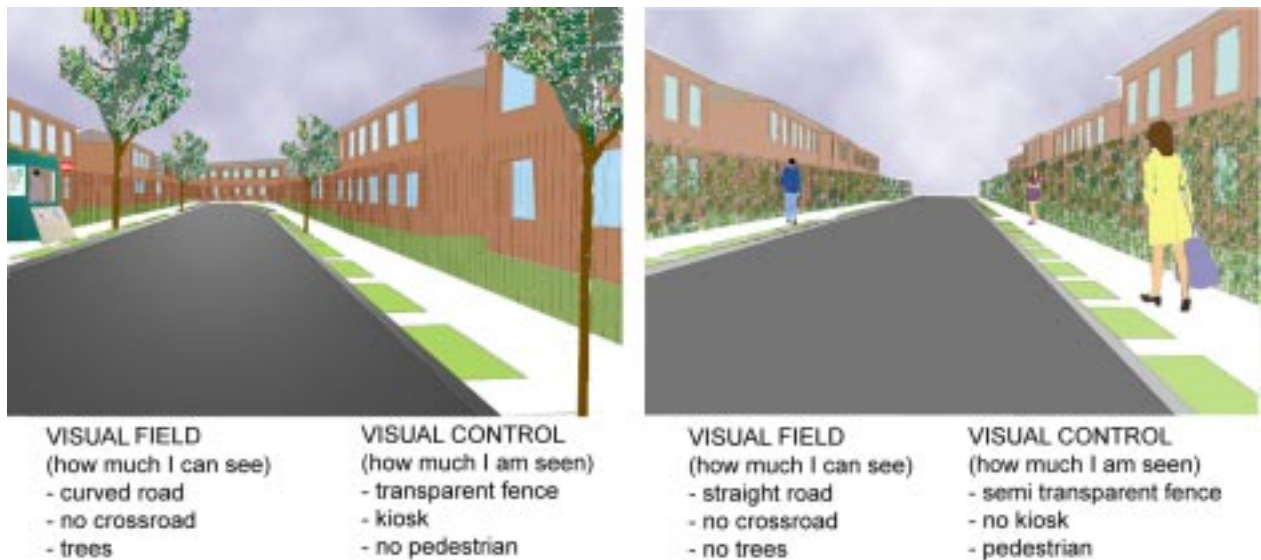 VISUAL FIELD
(how much I can see)
- curved road
- no crossroad
- trees
VISUAL CONTROL
(how much I am seen)
- transparent fence
- kiosk
- no pedestrian
VISUAL FIELD
(how much I can see)
- straight road
- no crossroad
- no trees
VISUAL CONTROL
(how much I am seen)
- semi transparent fence
- no kiosk
- pedestrian